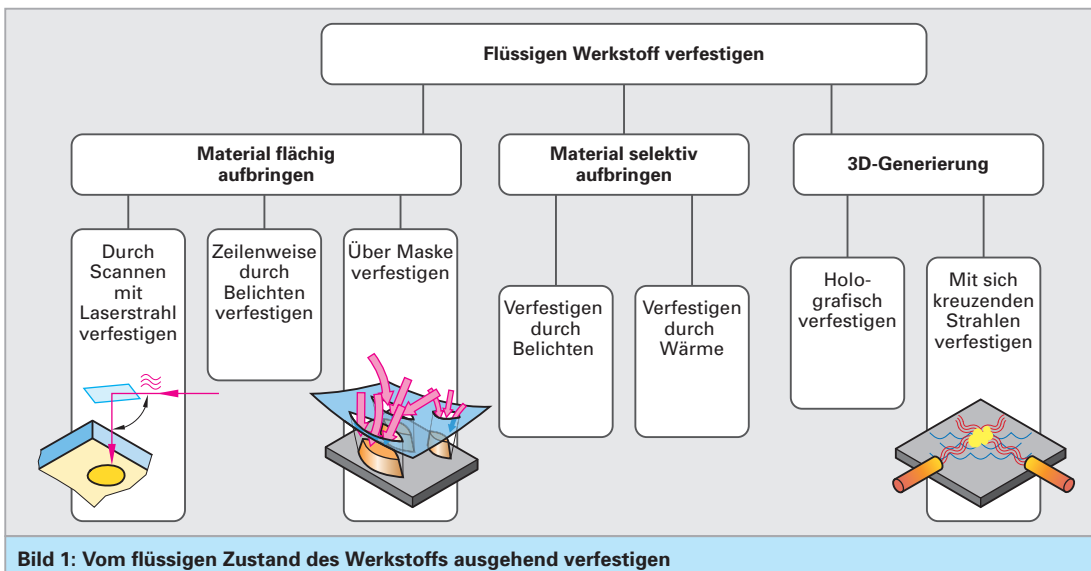 Flüssigen Werkstoff verfestigen
Material flächig
aufbringen
Material selektiv
aufbringen
3D-Generierung
Durch
Scannen
mit
Laserstrahl
verfestigen
Zeilenweise
durch
Belichten
verfestigen
Über Maske
verfestigen
Verfestigen
durch
Belichten
Verfestigen
durch
Wärme
Holo-
grafisch
verfestigen
Mit sich
kreuzenden
Strahlen
verfestigen
Bild 1: Vom flüssigen Zustand des Werkstoffs ausgehend verfestigen